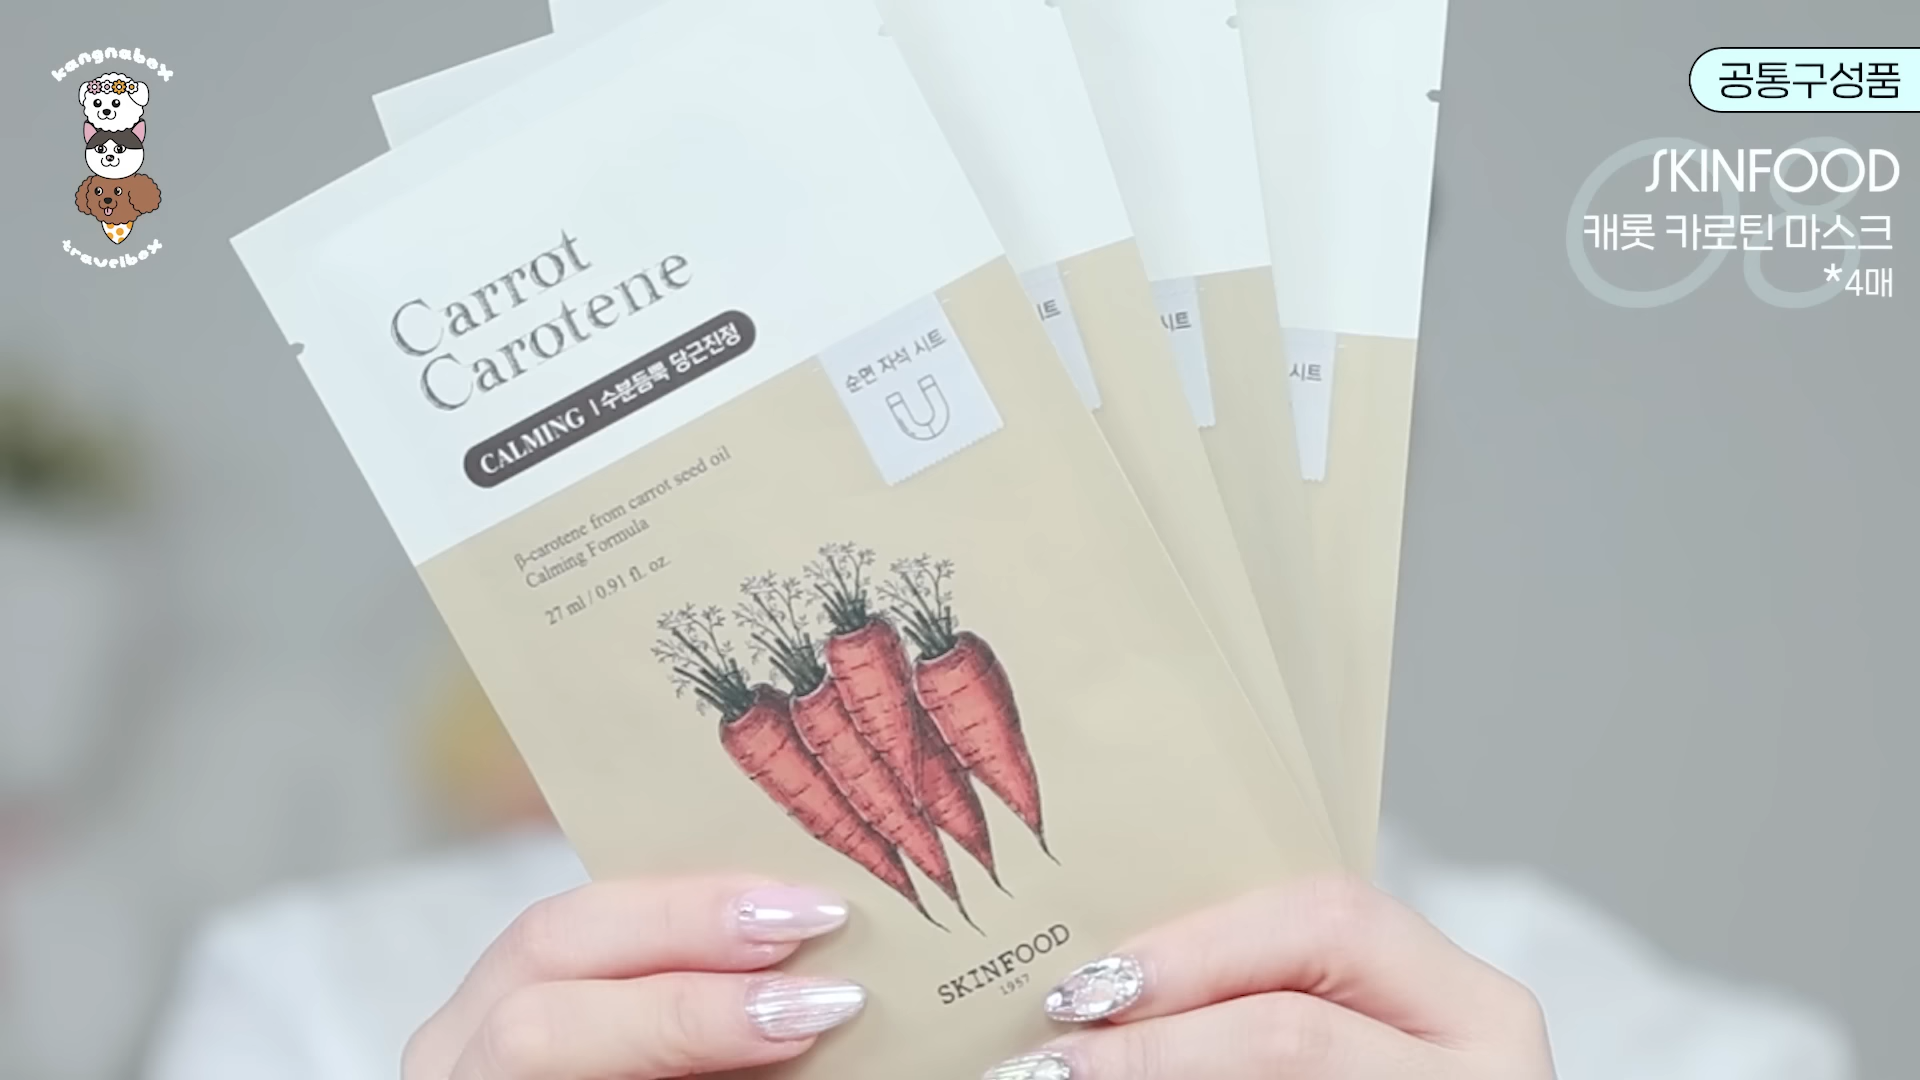 kangnabox
travelbox
공통구성품
08
SKINFOOD
캐롯 카로틴 마스크
*4매
Carrot
Carotene
CALMING | 수분듬뿍 당근진정
순면 자석 시트
β-carotene from carrot seed oil
Calming Formula
27 ml / 0.91 fl. oz.
SKINFOOD
1957
시트
시트
시트